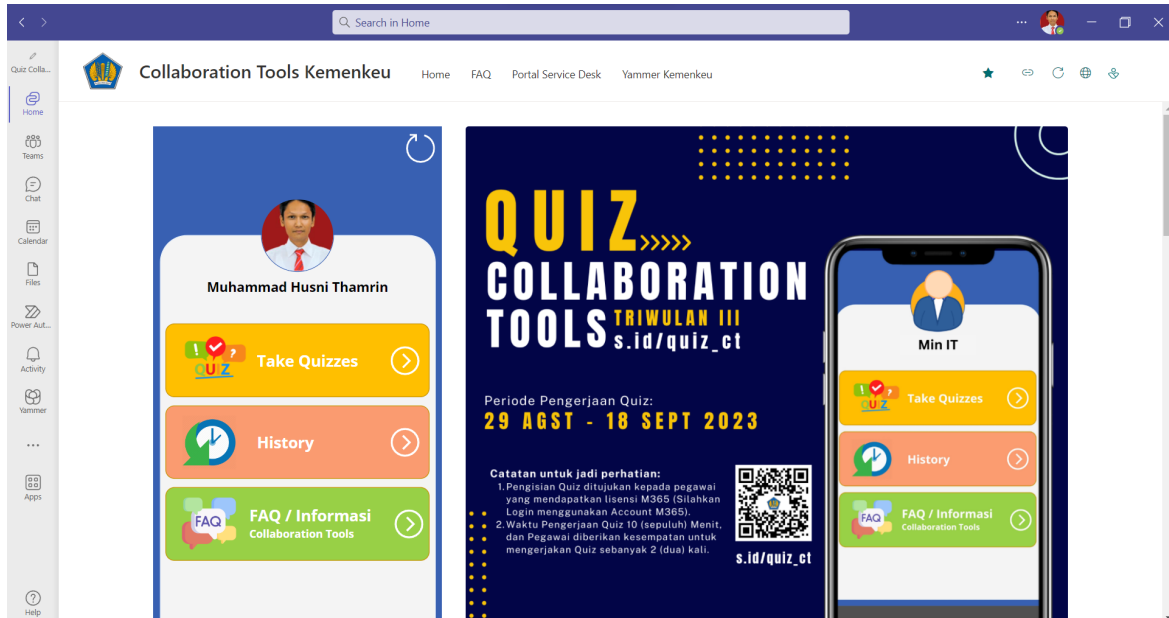 Search in Home
Quiz Colla...
Home
Teams
Chat
Calendar
Files
Power Aut...
Activity
Yammer
Apps
Help
Collaboration Tools Kemenkeu
Home
FAQ
Portal Service Desk
Yammer Kemenkeu
Muhammad Husni Thamrin
QUIZ
Take Quizzes
History
FAQ
FAQ / Informasi
Collaboration Tools
QUIZ
COLLABORATION
TOOLS
TRIWULAN III
s.id/quiz_ct
Periode Pengerjaan Quiz:
29 AGST - 18 SEPT 2023
Catatan untuk jadi perhatian:
1. Pengisian Quiz ditujukan kepada pegawai
yang mendapatkan lisensi M365 (Silahkan
Login menggunakan Account M365).
2. Waktu Pengerjaan Quiz 10 (sepuluh) Menit,
dan Pegawai diberikan kesempatan untuk
mengerjakan Quiz sebanyak 2 (dua) kali.
s.id/quiz_ct
Min IT
QUIZ
Take Quizzes
History
FAQ
FAQ / Informasi
Collaboration Tools